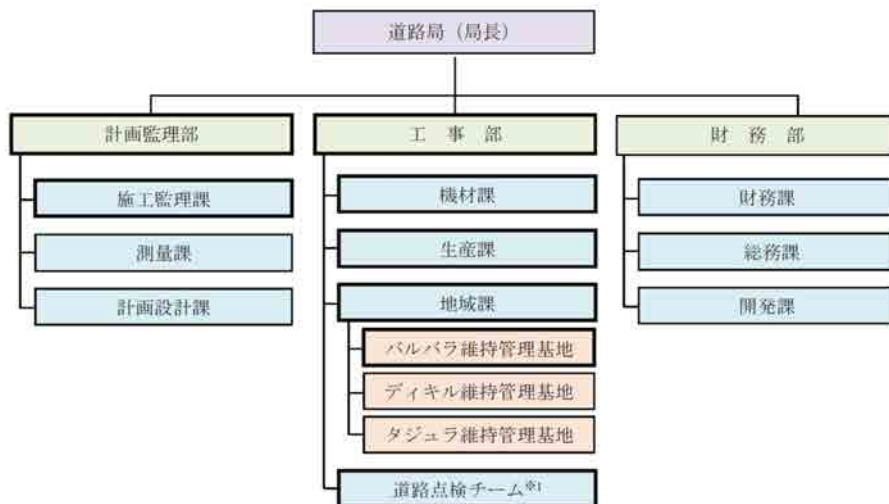 道路局（局長）
計画監理部
施工監理課
測量課
計画設計課
工　事　部
機材課
生産課
地域課
バルバラ維持管理基地
ディキル維持管理基地
タジュラ維持管理基地
道路点検チーム※1
財　務　部
財務課
総務課
開発課